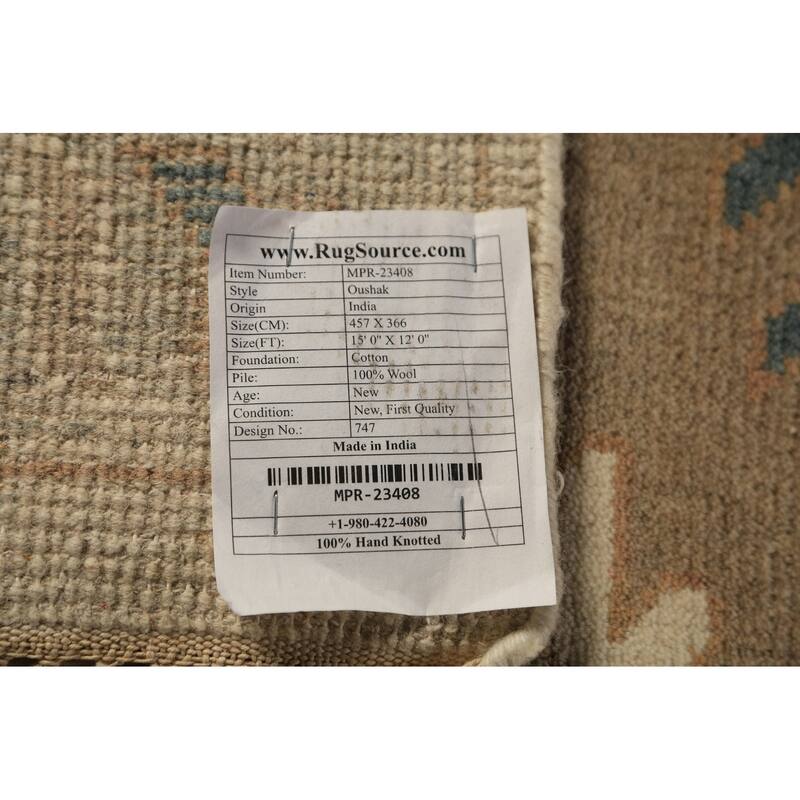 www.RugSource.com
Item Number: MPR-23408
Style Oushak
Origin India
Size(CM): 457 X 366
Size(FT): 15' 0" X 12' 0"
Foundation: Cotton
Pile: 100% Wool
Age: New
Condition: New, First Quality
Design No.: 747
Made in India
MPR-23408
+1-980-422-4080
100% Hand Knotted